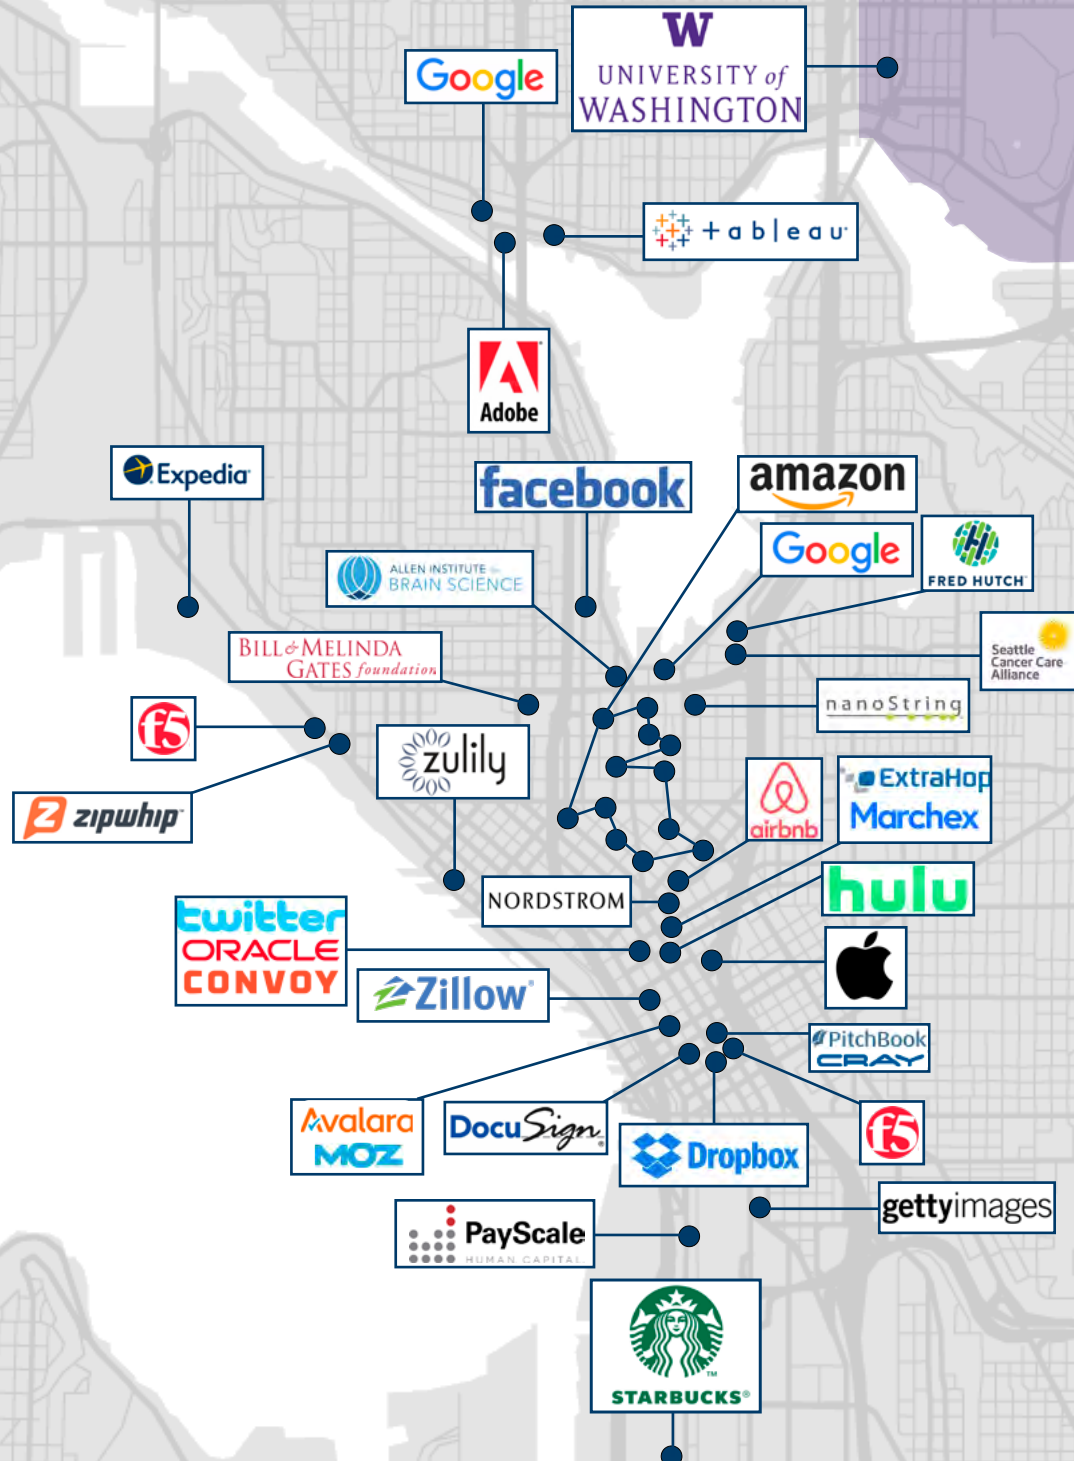 Google
W
UNIVERSITY of
WASHINGTON
+ableau
Adobe
Expedia
facebook
amazon
Google
FRED HUTCH
ALLEN INSTITUTE for
BRAIN SCIENCE
BILL & MELINDA
GATES foundation
Seattle
Cancer Care
Alliance
f5
nanoString
zulily
zipwhip
airbnb
ExtraHop
Marchex
NORDSTROM
hulu
twitter
ORACLE
CONVOY
Zillow
PitchBook
CRAY
Avalara
MOZ
DocuSign
Dropbox
f5
gettyimages
PayScale
HUMAN CAPITAL
STARBUCKS